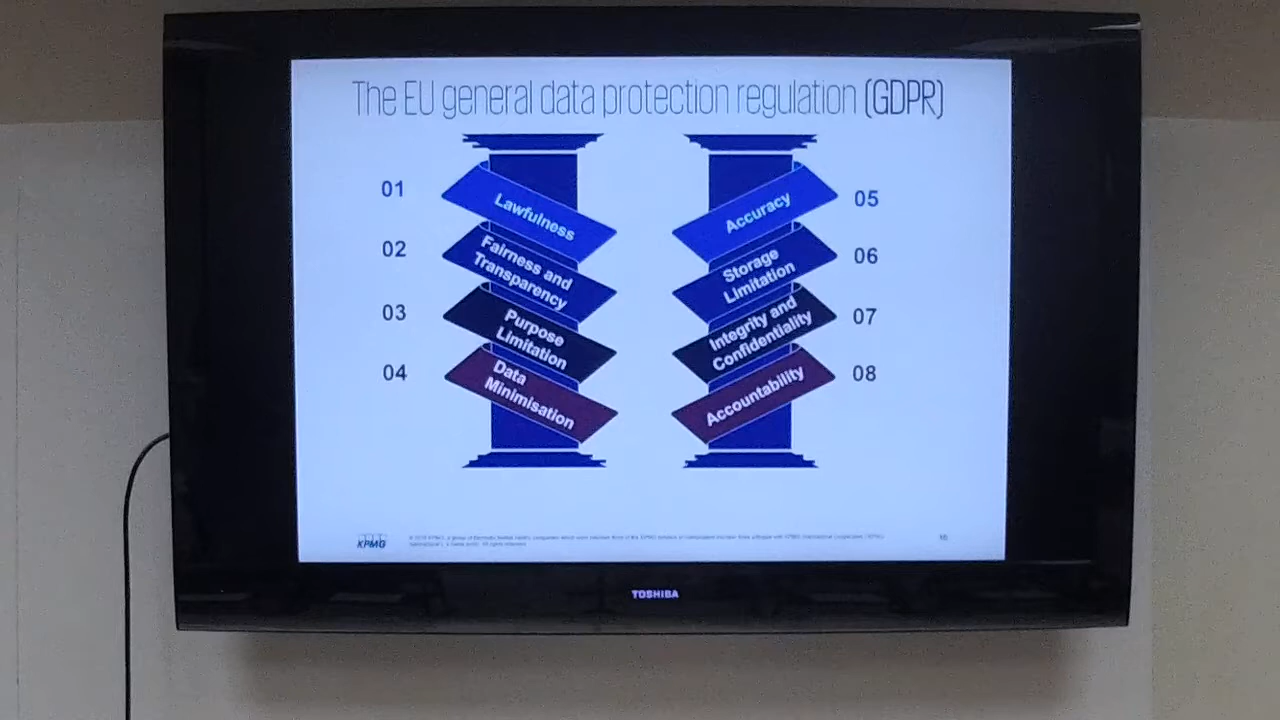 The EU general data protection regulation (GDPR)
01
Lawfulness
02
Fairness and
Transparency
03
Purpose
Limitation
04
Data
Minimisation
05
Accuracy
06
Storage
Limitation
07
Integrity and
Confidentiality
08
Accountability
KPMG
TOSHIBA